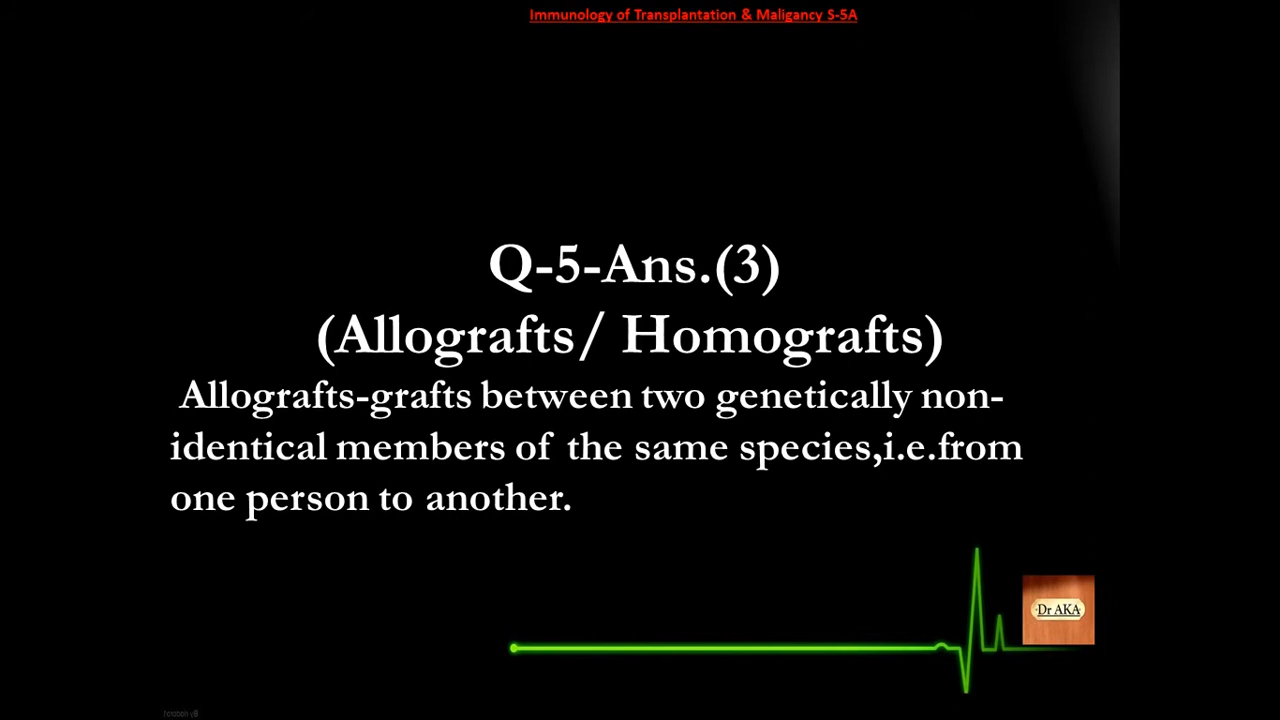 Immunology of Transplantation & Maligancy S-5A
Q-5-Ans.(3)
(Allografts/ Homografts)
Allografts-grafts between two genetically non-
identical members of the same species,i.e.from
one person to another.
Dr AKA